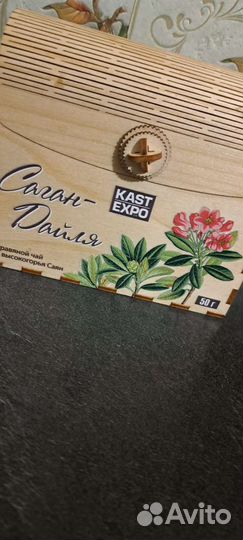 Саган-
Дайля
KAST
EXPO
травяной чай
высокогорья Саян
50 г
Avito